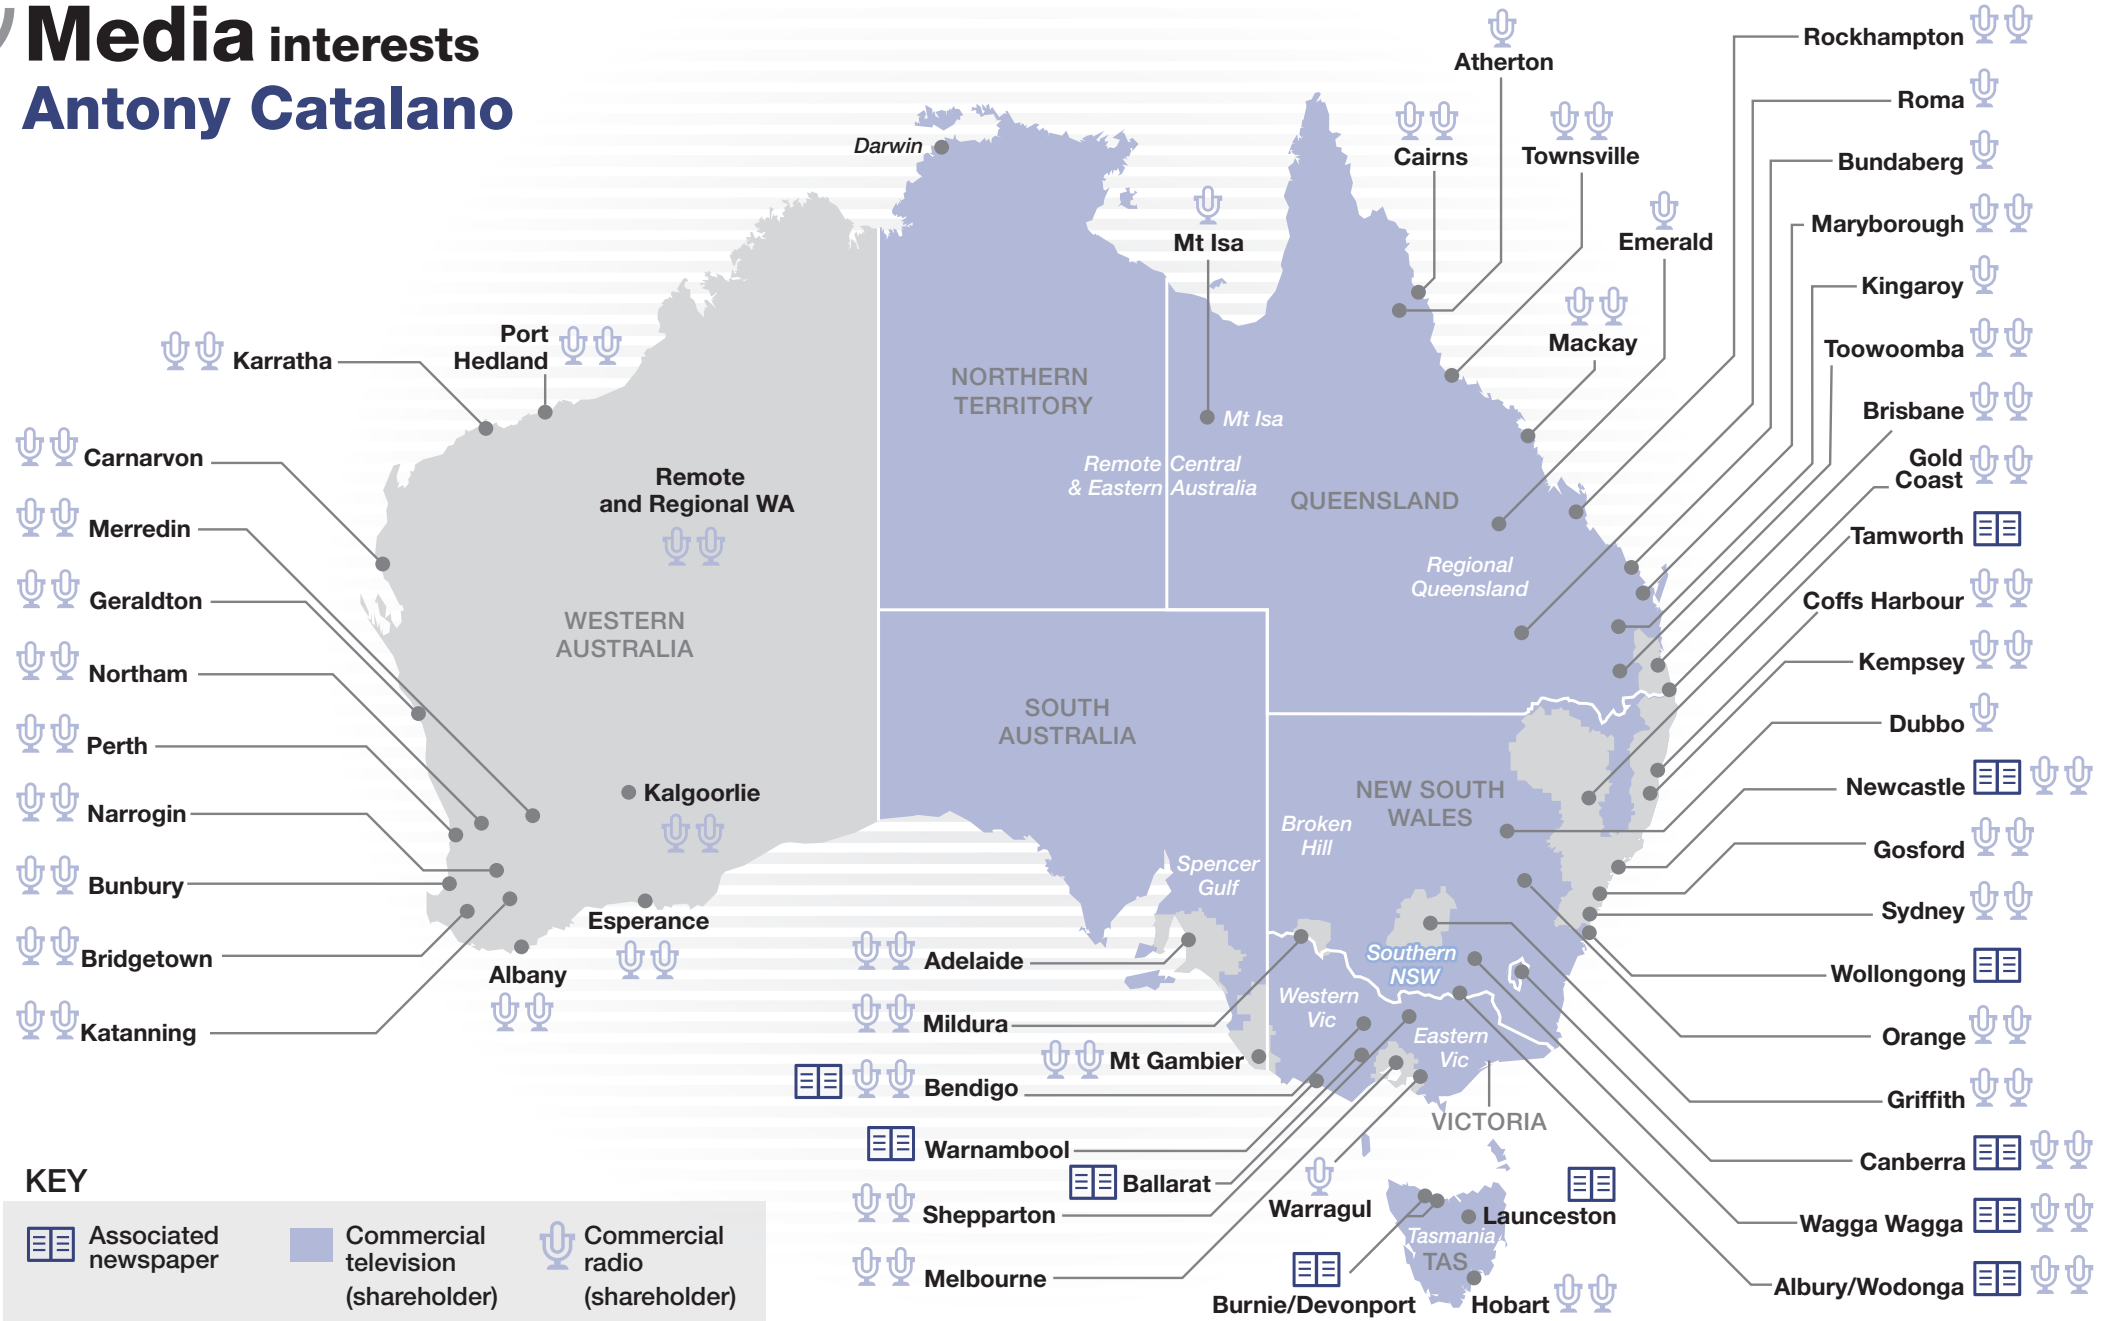 Media interests
Antony Catalano
Darwin
Atherton
Cairns
Townsville
Mt Isa
Emerald
Mackay
Rockhampton
Roma
Bundaberg
Maryborough
Kingaroy
Toowoomba
Brisbane
Gold
Coast
Tamworth
Coffs Harbour
Kempsey
Dubbo
Newcastle
Gosford
Sydney
Wollongong
Orange
Griffith
Canberra
Wagga Wagga
Albury/Wodonga
Port
Hedland
Karratha
Carnarvon
Merredin
Geraldton
Northam
Perth
Narrogin
Bunbury
Bridgetown
Katanning
Remote
and Regional WA
WESTERN
AUSTRALIA
Kalgoorlie
Esperance
Albany
NORTHERN
TERRITORY
Mt Isa
Remote Central
& Eastern Australia
QUEENSLAND
Regional
Queensland
SOUTH
AUSTRALIA
NEW SOUTH
WALES
Broken
Hill
Spencer
Gulf
Southern
NSW
Western
Vic
Eastern
Vic
VICTORIA
Adelaide
Mildura
Mt Gambier
Bendigo
Warnambool
Ballarat
Shepparton
Melbourne
Warragul
Launceston
Tasmania
TAS
Burnie/Devonport
Hobart
KEY
Associated
newspaper
Commercial
television
(shareholder)
Commercial
radio
(shareholder)